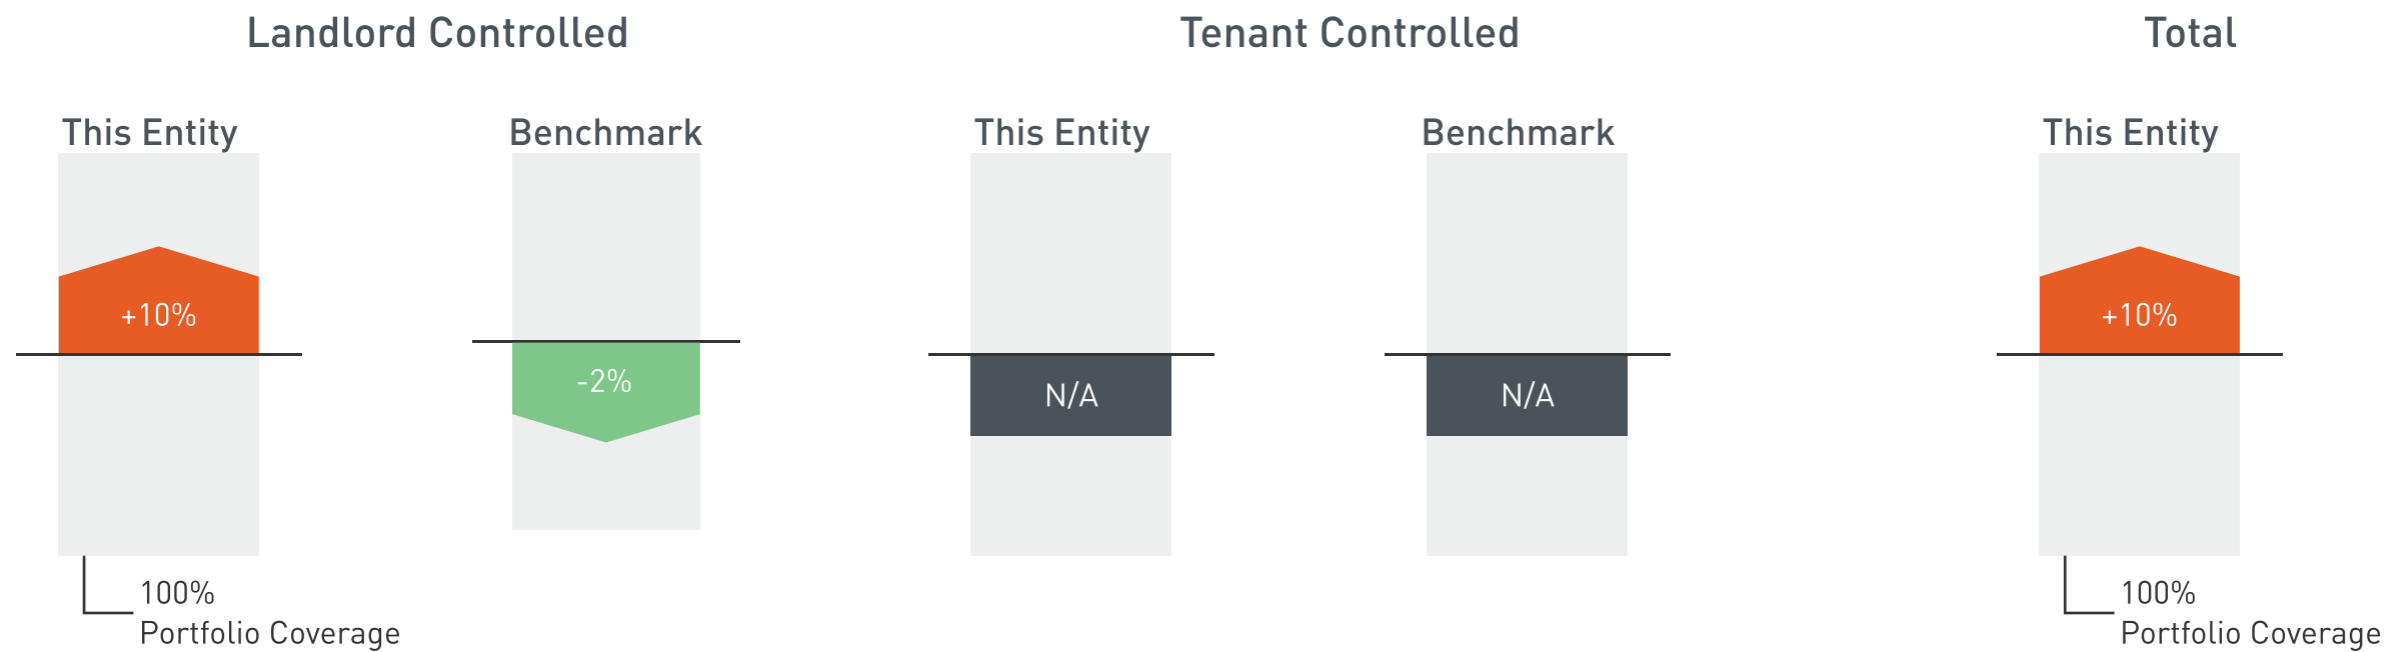 Landlord Controlled
Tenant Controlled
Total
This Entity
Benchmark
This Entity
Benchmark
This Entity
+10%
-2%
N/A
N/A
+10%
100%
Portfolio Coverage
100%
Portfolio Coverage